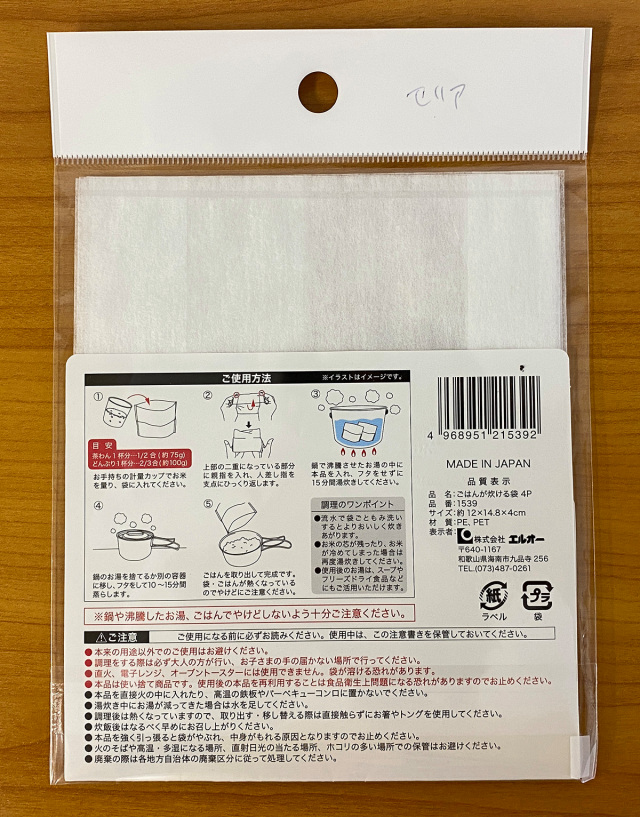 セリア
ご使用方法 ※イラストはイメージです。
①
目安
茶わん1杯分…1/2合(約75g)
どんぶり1杯分…2/3合(約100g)
お手持ちの計量カップでお米
を量り、袋に入れてください。
②
上部の二重になっている部分
に親指を入れ、人差し指を
支点にひっくり返します。
③
鍋で沸騰させたお湯の中に
本品を入れ、フタをせずに
15分間湯炊きしてください。
④
鍋のお湯を捨てるか別の容器
に移し、フタをして10〜15分間
蒸らします。
⑤
ごはんを取り出して完成です。
袋・ごはんが熱くなっている
のでやけどにご注意ください。
調理のワンポイント
●流水で袋ごともみ洗い
するとよりおいしく炊き
あがります。
●お米の芯が残ったり、お米
が冷めてしまった場合は
再度湯炊きしてください。
●使用後のお湯は、スープや
フリーズドライ食品など
にもご活用いただけます。
※鍋や沸騰したお湯、ごはんでやけどしないよう十分ご注意ください。
4 968951 215392
MADE IN JAPAN
品質表示
品名:ごはんが炊ける袋 4P
品番:1539
サイズ:約12×14.8×4cm
材質:PE、PET
表示者:株式会社 エルオー
〒640-1167
和歌山県海南市九品寺 256
TEL.(073)487-0261
紙 プラ
ラベル 袋
ご注意 ご使用になる前に必ずお読みください。使用中は、この注意書きを保管しておいてください。
●本来の用途以外でのご使用はお避けください。
●調理をする際は必ず大人の方が行い、お子さまの手の届かない場所で行ってください。
●直火、電子レンジ、オーブントースターには使用できません。袋が溶ける恐れがあります。
●本品は使い捨て商品です。使用後の本品を再利用することは食品衛生上問題になる恐れがありますのでお止めください。
●本品を直接火の中に入れたり、高温の鉄板やバーベキューコンロに置かないでください。
●湯炊き中にお湯が減ってきた場合は水を足してください。
●調理後は熱くなっていますので、取り出す・移し替える際は直接触らずにお箸やトングを使用してください。
●炊飯後はなるべく早めにお召し上がりください。
●本品を強く引っ張ると袋がやぶれ、中身がもれる原因となりますのでお止めください。
●火のそばや高温・多湿になる場所、直射日光の当たる場所、ホコリの多い場所での保管はお避けください。
●廃棄の際は各地方自治体の廃棄区分に従って処理してください。